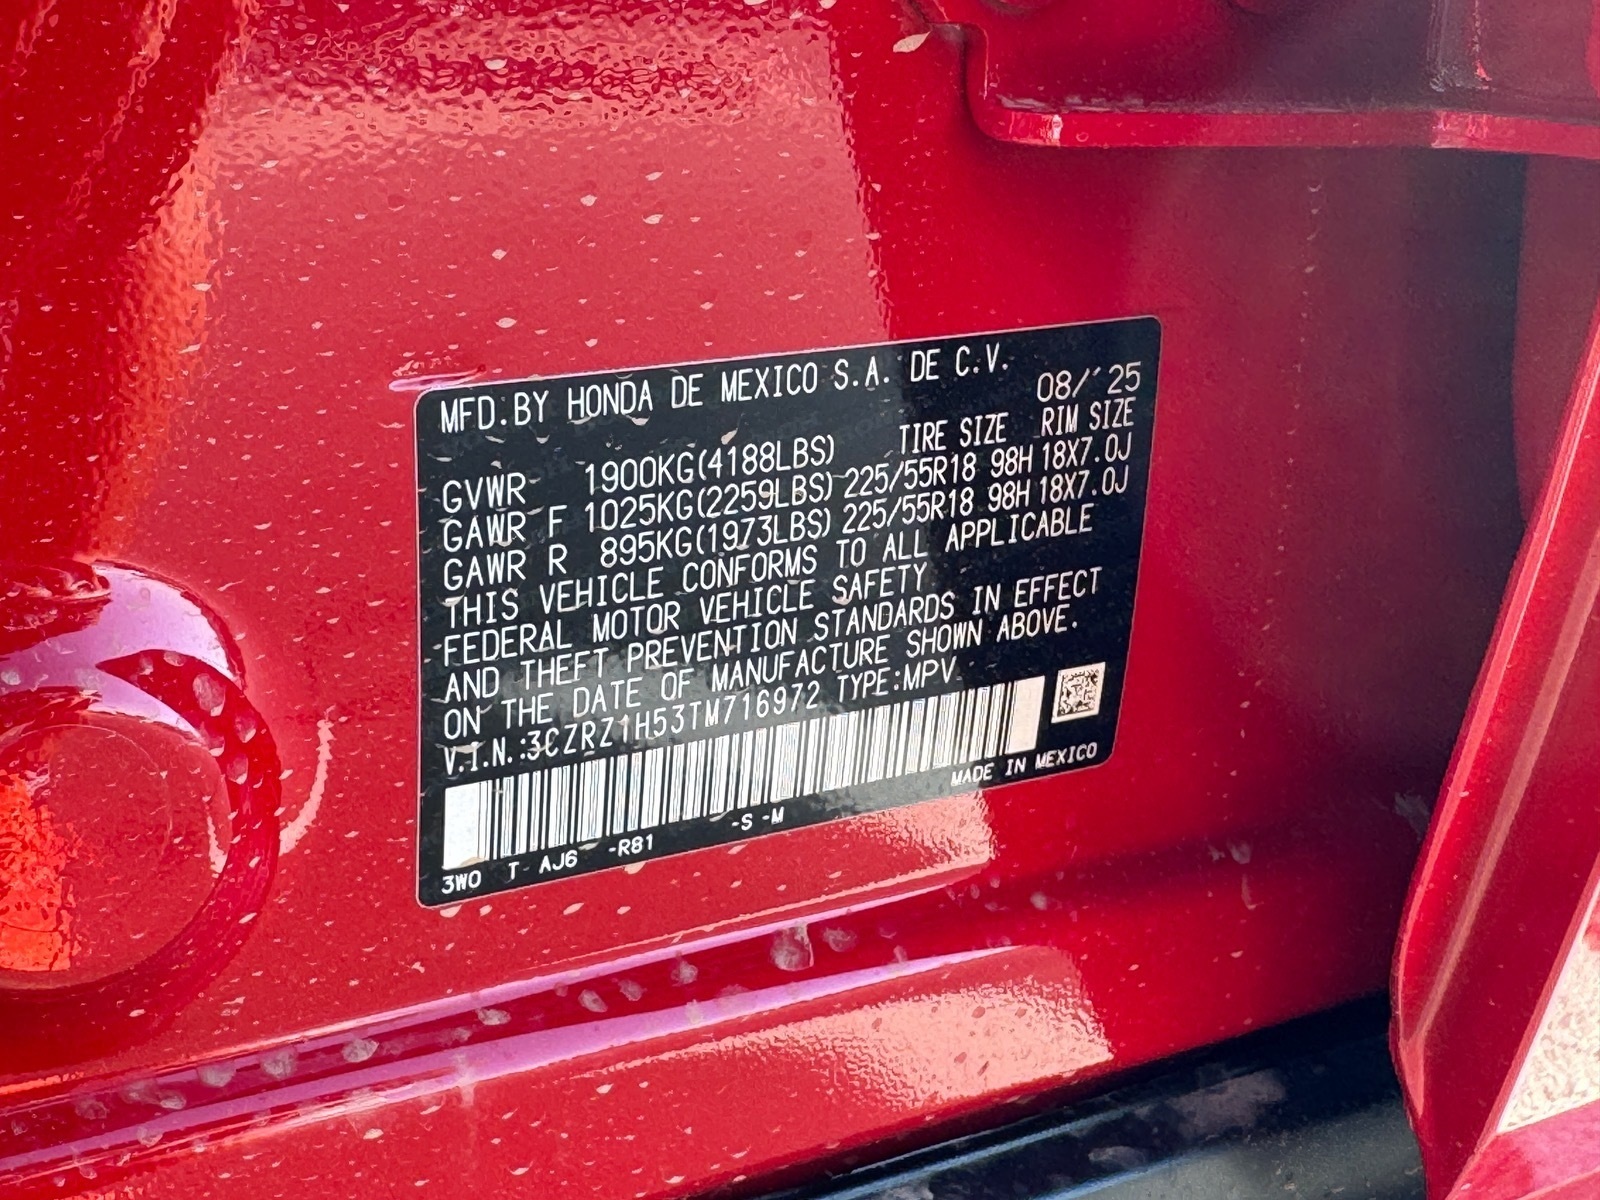 MFD. BY HONDA DE MEXICO S.A. DE C.V.
08/'25
TIRE SIZE RIM SIZE
GVWR 1900KG(4188LBS)
GAWR F 1025KG(2259LBS) 225/55R18 98H 18X7.0J
GAWR R 895KG(1973LBS) 225/55R18 98H 18X7.0J
THIS VEHICLE CONFORMS TO ALL APPLICABLE
FEDERAL MOTOR VEHICLE SAFETY
AND THEFT PREVENTION STANDARDS IN EFFECT
ON THE DATE OF MANUFACTURE SHOWN ABOVE.
V.I.N.:3CZRZ1H53TM716972 TYPE:MPV
MADE IN MEXICO
3WO T AJ6 -R81 -S -M